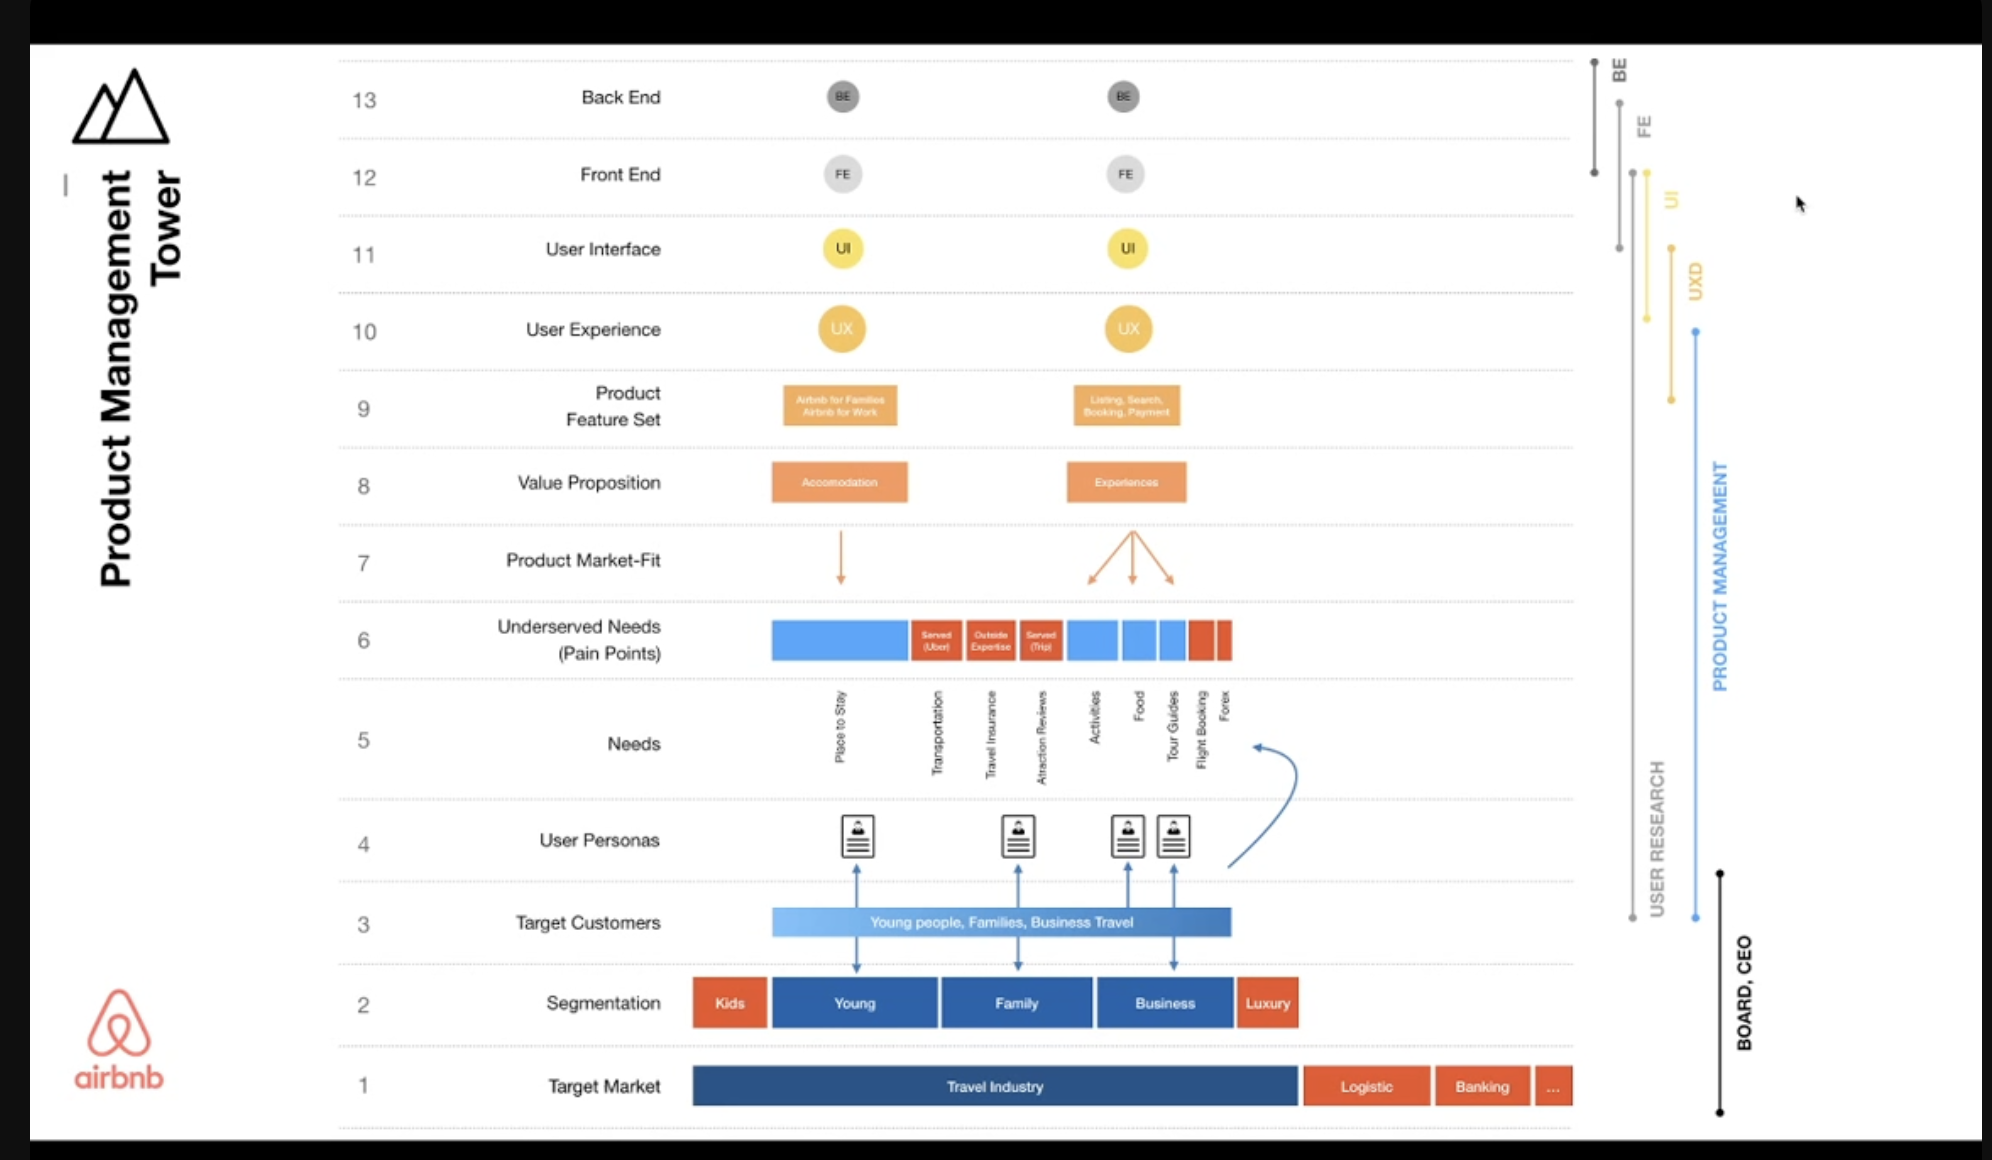 Product Management
Tower
13
Back End
BE
BE
12
Front End
FE
FE
11
User Interface
UI
UI
10
User Experience
UX
UX
9
Product
Feature Set
Airbnb for Families
Airbnb for Work
Listing, Search,
Booking, Payment
8
Value Proposition
Accomodation
Experiences
7
Product Market-Fit
6
Underserved Needs
(Pain Points)
Served
(Uber)
Outside
Expertise
Served
(Trip)
5
Needs
Place to Stay
Transportation
Travel Insurance
Atraction Reviews
Activities
Food
Tour Guides
Flight Booking
Forex
4
User Personas
3
Target Customers
Young people, Families, Business Travel
2
Segmentation
Kids
Young
Family
Business
Luxury
1
Target Market
Travel Industry
Logistic
Banking
...
BE
FE
UI
UXD
PRODUCT MANAGEMENT
USER RESEARCH
BOARD, CEO
airbnb